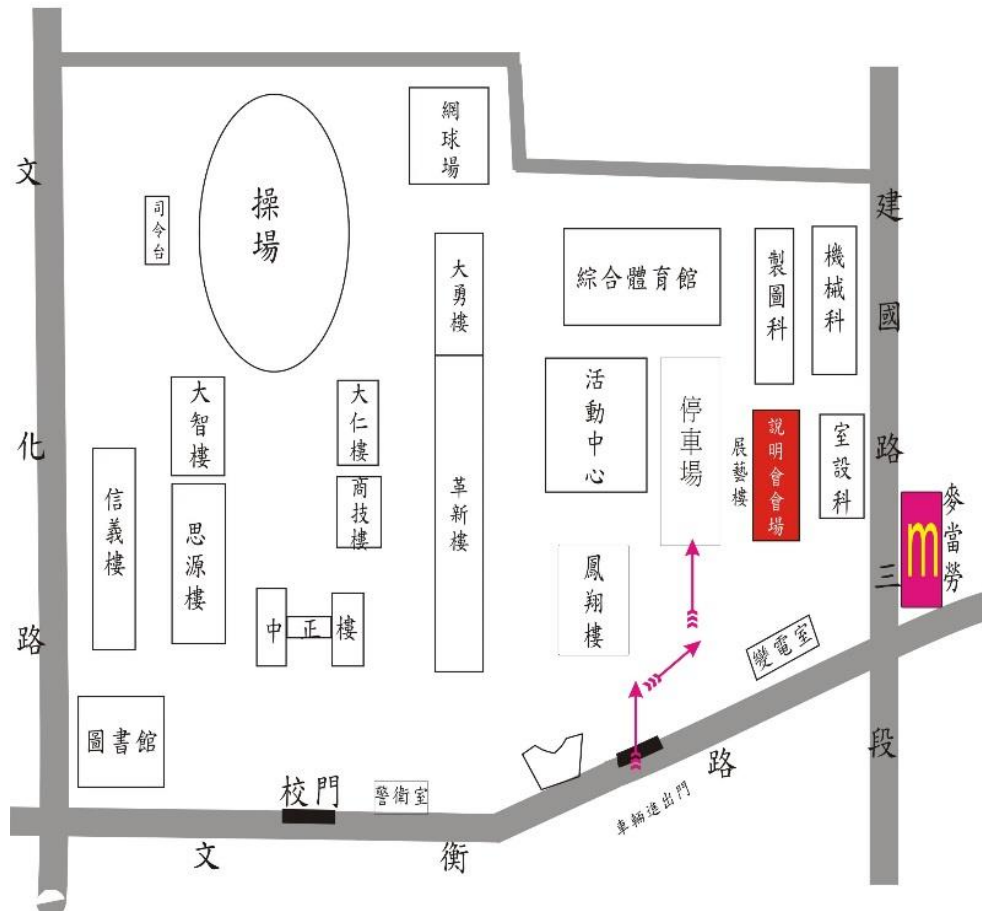 網球場
操場
司令台
文化路
建國路三段
大勇樓
綜合體育館
製圖科
機械科
大智樓
大仁樓
活動中心
停車場
展藝樓
說明會會場
室設科
信義樓
思源樓
商技樓
革新樓
麥當勞
m
鳳翔樓
中正樓
變電室
圖書館
校門
警衛室
車輛進出門
文衡路